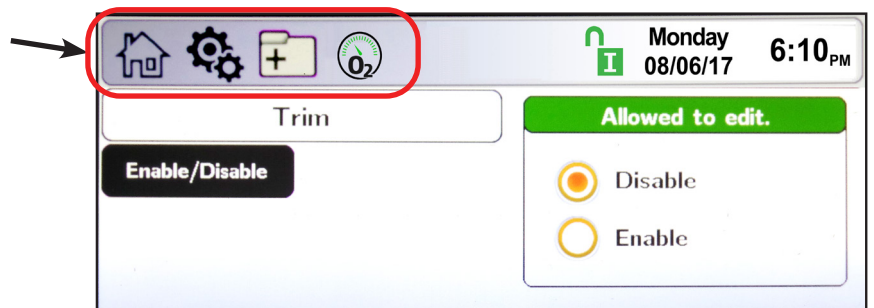 O2
I
Monday
08/06/17
6:10PM
Trim
Allowed to edit.
Enable/Disable
Disable
Enable